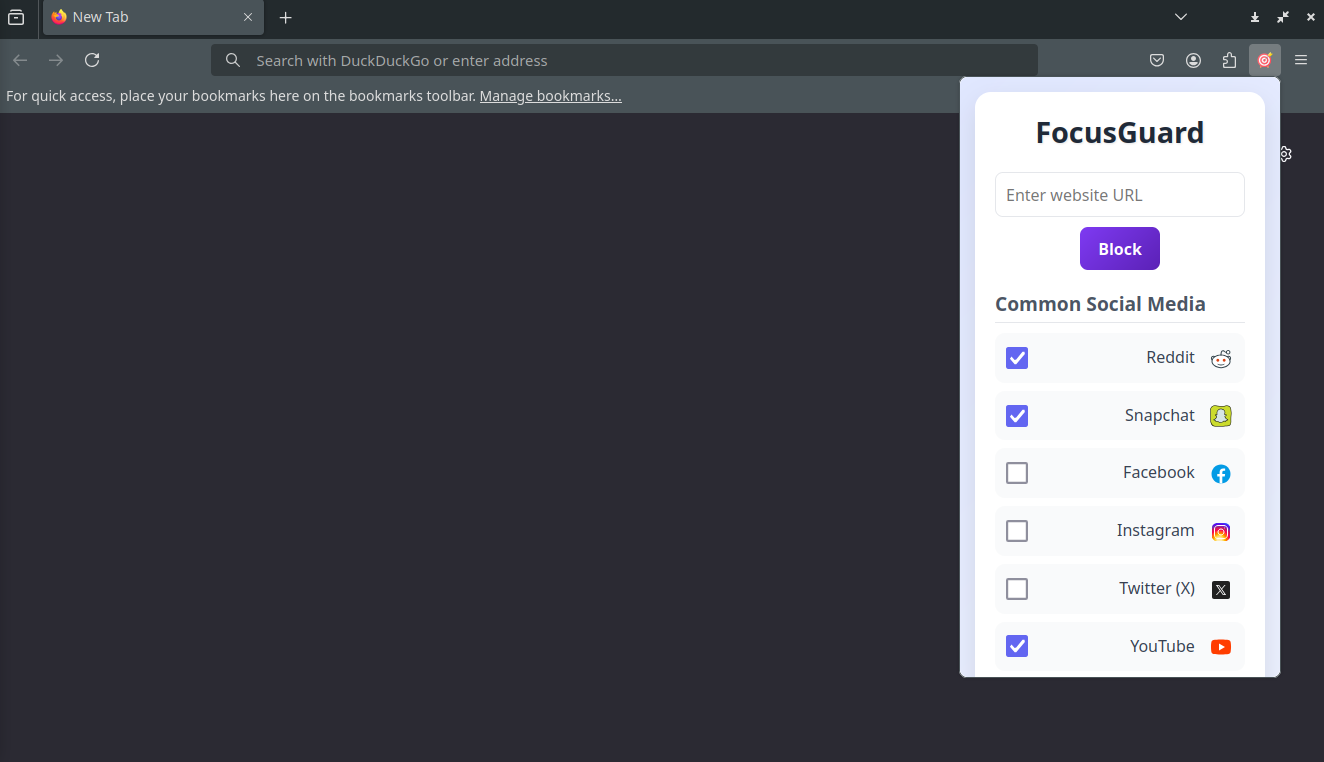 New Tab
Search with DuckDuckGo or enter address
For quick access, place your bookmarks here on the bookmarks toolbar. Manage bookmarks...
FocusGuard
Enter website URL
Block
Common Social Media
Reddit
Snapchat
Facebook
Instagram
Twitter (X)
YouTube